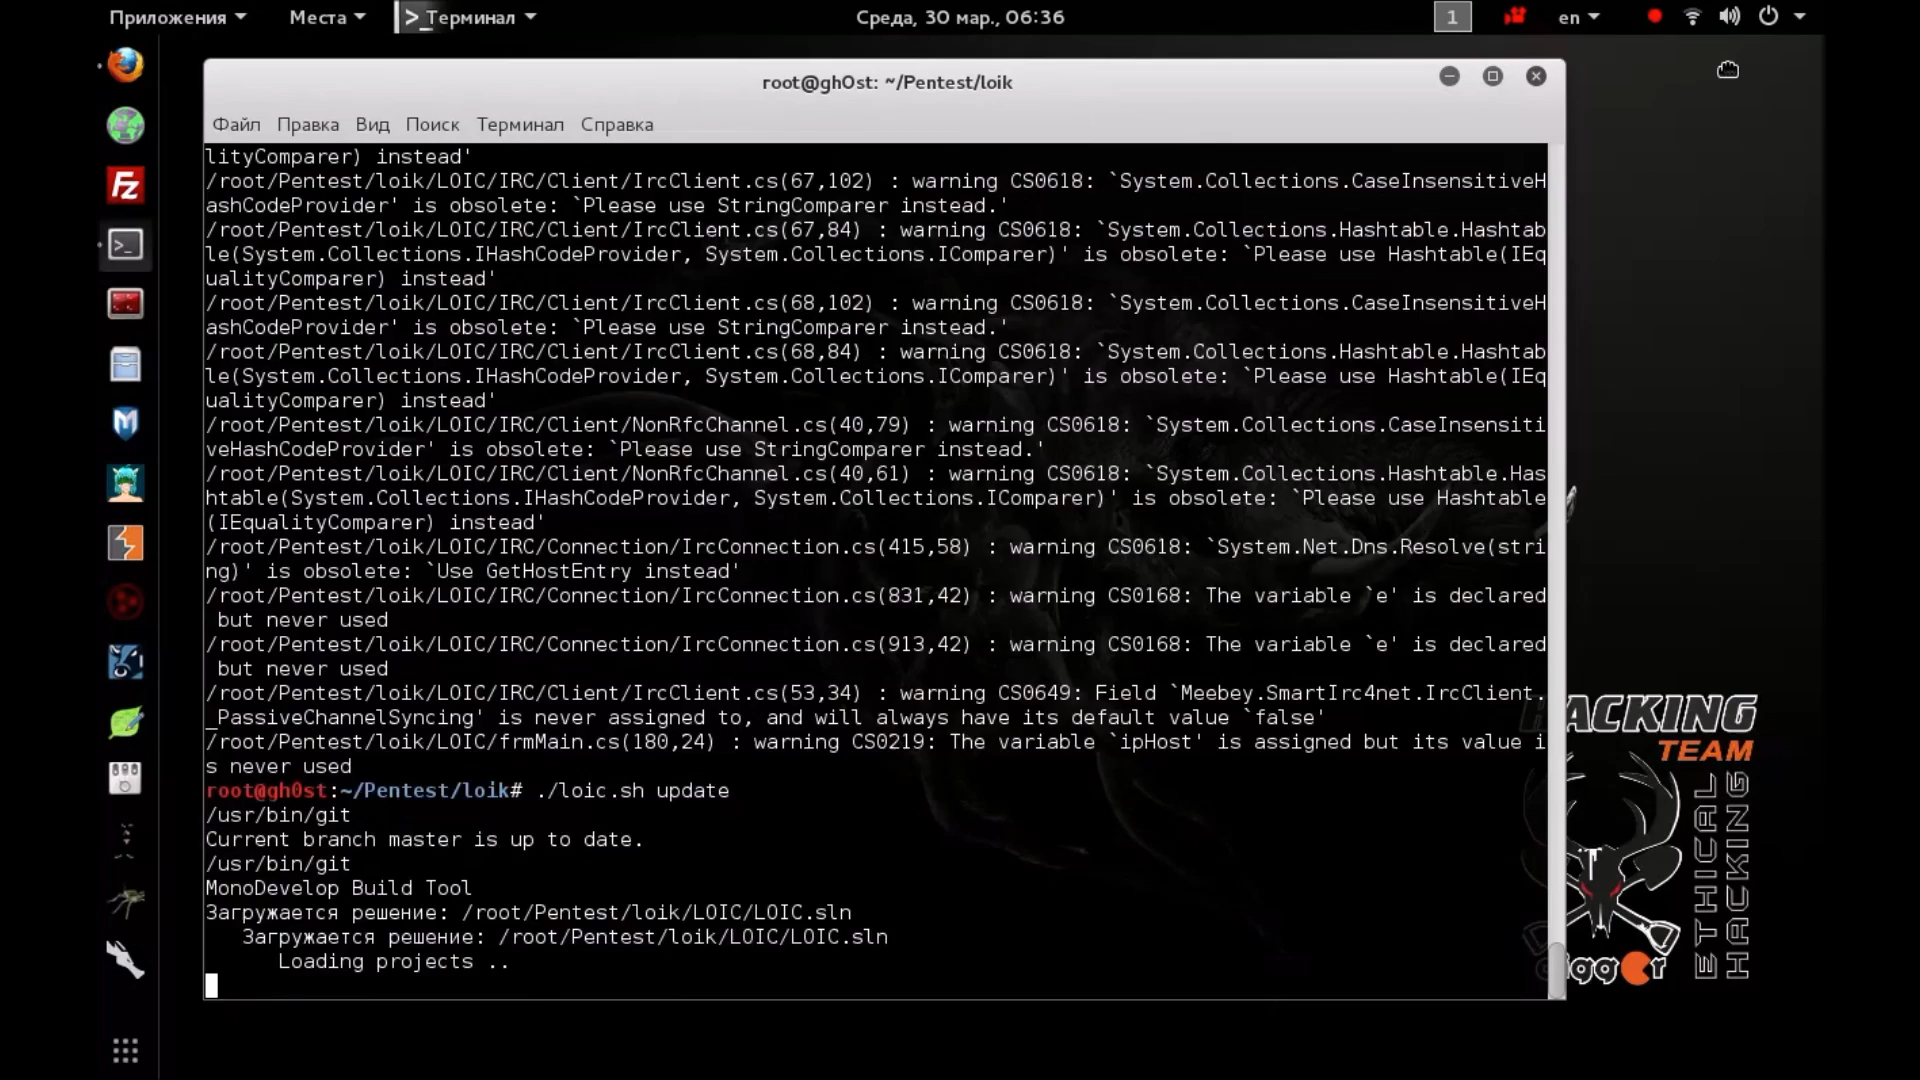 Приложения Места Терминал Среда, 30 мар., 06:36 1 en
root@gh0st: ~/Pentest/loik
Файл Правка Вид Поиск Терминал Справка
lityComparer) instead'
/root/Pentest/loik/LOIC/IRC/Client/IrcClient.cs(67,102) : warning CS0618: `System.Collections.CaseInsensitiveH
ashCodeProvider' is obsolete: `Please use StringComparer instead.'
/root/Pentest/loik/LOIC/IRC/Client/IrcClient.cs(67,84) : warning CS0618: `System.Collections.Hashtable.Hashtab
le(System.Collections.IHashCodeProvider, System.Collections.IComparer)' is obsolete: `Please use Hashtable(IEq
ualityComparer) instead'
/root/Pentest/loik/LOIC/IRC/Client/IrcClient.cs(68,102) : warning CS0618: `System.Collections.CaseInsensitiveH
ashCodeProvider' is obsolete: `Please use StringComparer instead.'
/root/Pentest/loik/LOIC/IRC/Client/IrcClient.cs(68,84) : warning CS0618: `System.Collections.Hashtable.Hashtab
le(System.Collections.IHashCodeProvider, System.Collections.IComparer)' is obsolete: `Please use Hashtable(IEq
ualityComparer) instead'
/root/Pentest/loik/LOIC/IRC/Client/NonRfcChannel.cs(40,79) : warning CS0618: `System.Collections.CaseInsensiti
veHashCodeProvider' is obsolete: `Please use StringComparer instead.'
/root/Pentest/loik/LOIC/IRC/Client/NonRfcChannel.cs(40,61) : warning CS0618: `System.Collections.Hashtable.Has
htable(System.Collections.IHashCodeProvider, System.Collections.IComparer)' is obsolete: `Please use Hashtable
(IEqualityComparer) instead'
/root/Pentest/loik/LOIC/IRC/Connection/IrcConnection.cs(415,58) : warning CS0618: `System.Net.Dns.Resolve(stri
ng)' is obsolete: `Use GetHostEntry instead'
/root/Pentest/loik/LOIC/IRC/Connection/IrcConnection.cs(831,42) : warning CS0168: The variable `e' is declared
but never used
/root/Pentest/loik/LOIC/IRC/Connection/IrcConnection.cs(913,42) : warning CS0168: The variable `e' is declared
but never used
/root/Pentest/loik/LOIC/IRC/Client/IrcClient.cs(53,34) : warning CS0649: Field `Meebey.SmartIrc4net.IrcClient.
_PassiveChannelSyncing' is never assigned to, and will always have its default value `false'
/root/Pentest/loik/LOIC/frmMain.cs(180,24) : warning CS0219: The variable `ipHost' is assigned but its value i
s never used
root@gh0st:~/Pentest/loik# ./loic.sh update
/usr/bin/git
Current branch master is up to date.
/usr/bin/git
MonoDevelop Build Tool
Загружается решение: /root/Pentest/loik/LOIC/LOIC.sln
Загружается решение: /root/Pentest/loik/LOIC/LOIC.sln
Loading projects ..
HACKING
TEAM
ETHICAL
HACKING